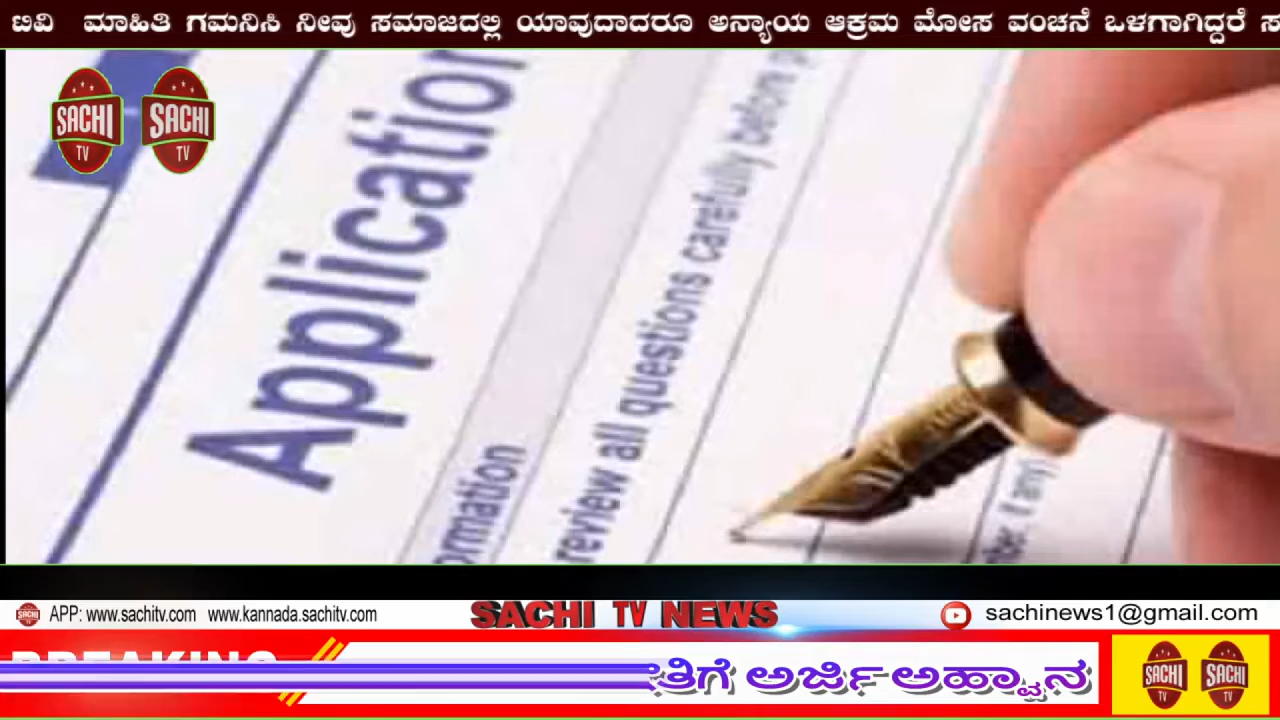 ಟಿವಿ ಮಾಹಿತಿ ಗಮನಿಸಿ ನೀವು ಸಮಾಜದಲ್ಲಿ ಯಾವುದಾದರೂ ಅನ್ಯಾಯ ಆಕ್ರಮ ಮೋಸ ವಂಚನೆ ಒಳಗಾಗಿದ್ದರೆ
SACHI TV
SACHI TV
Application
ormation
review all questions carefully before
if any)
APP: www.sachitv.com www.kannada.sachitv.com
SACHI TV NEWS
sachinews1@gmail.com
ಅರ್ಜಿ ಅಹ್ವಾನ
SACHI TV
SACHI TV